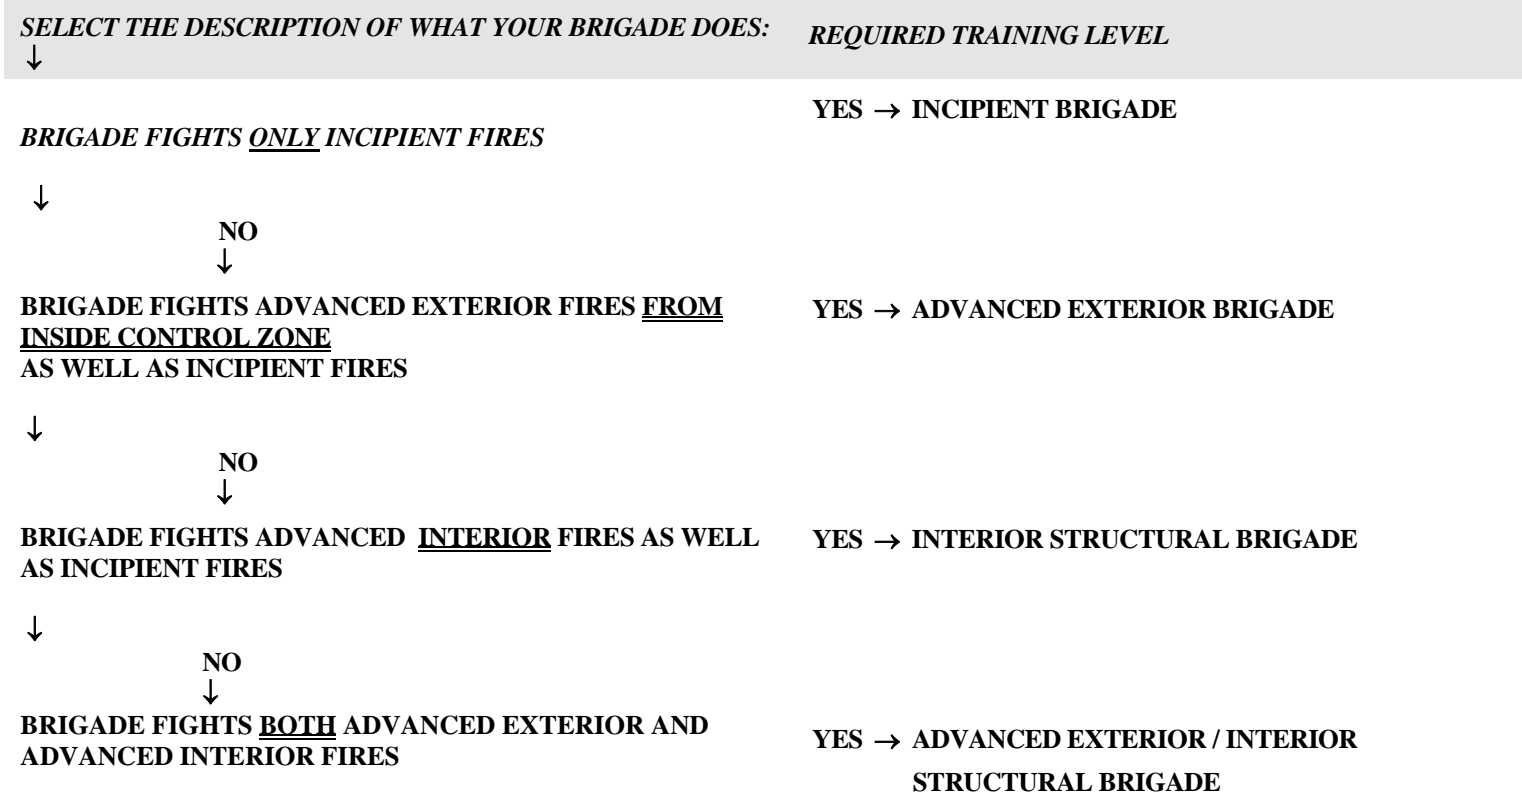 SELECT THE DESCRIPTION OF WHAT YOUR BRIGADE DOES:
↓
REQUIRED TRAINING LEVEL
BRIGADE FIGHTS ONLY INCIPIENT FIRES
YES → INCIPIENT BRIGADE
↓
NO
↓
BRIGADE FIGHTS ADVANCED EXTERIOR FIRES FROM
INSIDE CONTROL ZONE
AS WELL AS INCIPIENT FIRES
YES → ADVANCED EXTERIOR BRIGADE
↓
NO
↓
BRIGADE FIGHTS ADVANCED INTERIOR FIRES AS WELL
AS INCIPIENT FIRES
YES → INTERIOR STRUCTURAL BRIGADE
↓
NO
↓
BRIGADE FIGHTS BOTH ADVANCED EXTERIOR AND
ADVANCED INTERIOR FIRES
YES → ADVANCED EXTERIOR / INTERIOR
STRUCTURAL BRIGADE